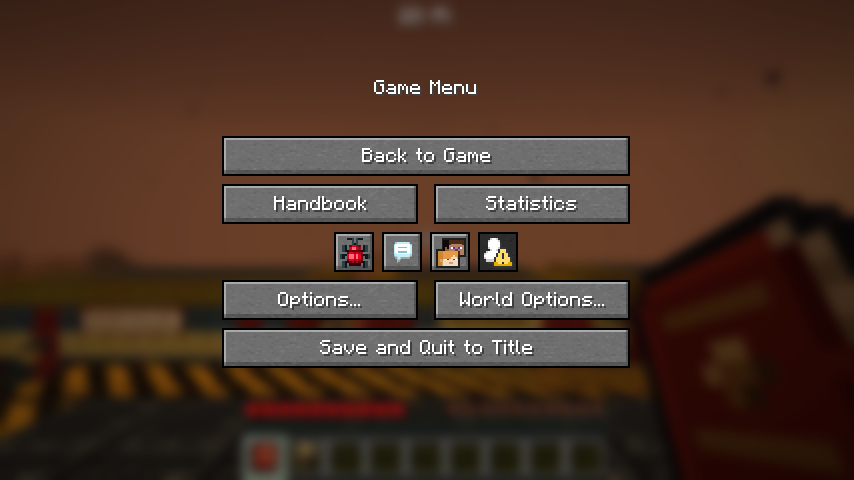 Game Menu
Back to Game
Handbook
Statistics
Options...
World Options...
Save and Quit to Title